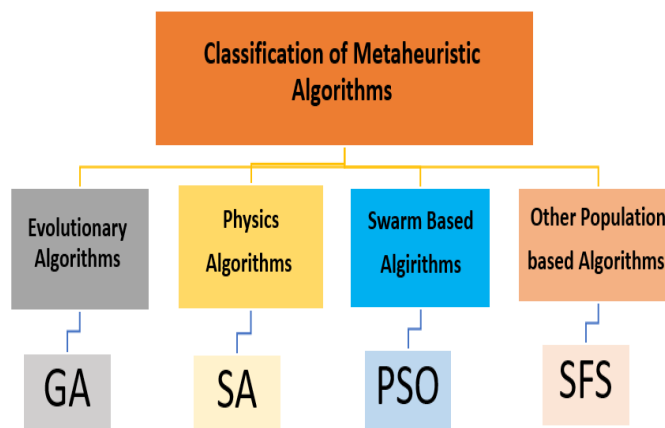 Classification of Metaheuristic
Algorithms
Evolutionary
Algorithms
Physics
Algorithms
Swarm Based
Algirithms
Other Population
based Algorithms
GA
SA
PSO
SFS